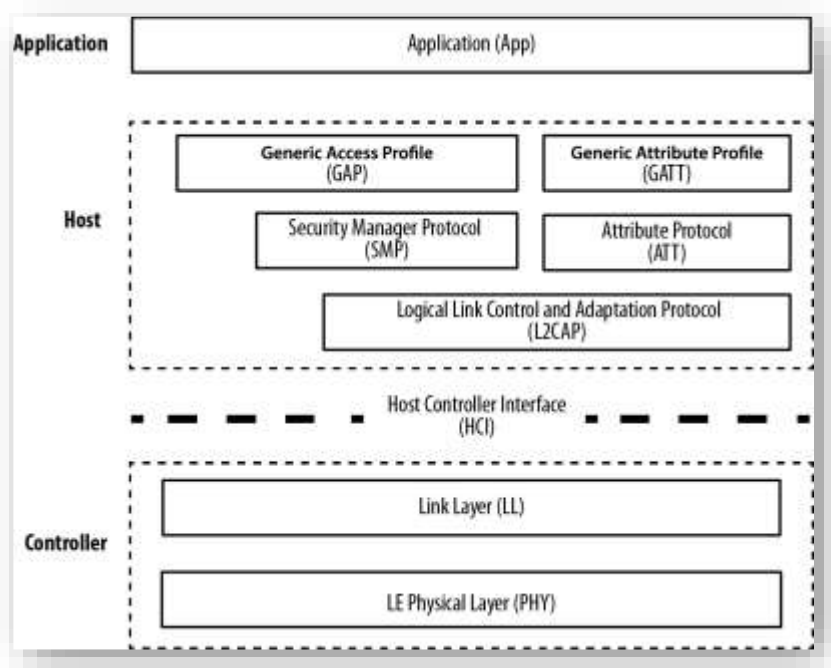 Application
Application (App)
Generic Access Profile
(GAP)
Generic Attribute Profile
(GATT)
Host
Security Manager Protocol
(SMP)
Attribute Protocol
(ATT)
Logical Link Control and Adaptation Protocol
(L2CAP)
Host Controller Interface
(HCI)
Link Layer (LL)
Controller
LE Physical Layer (PHY)